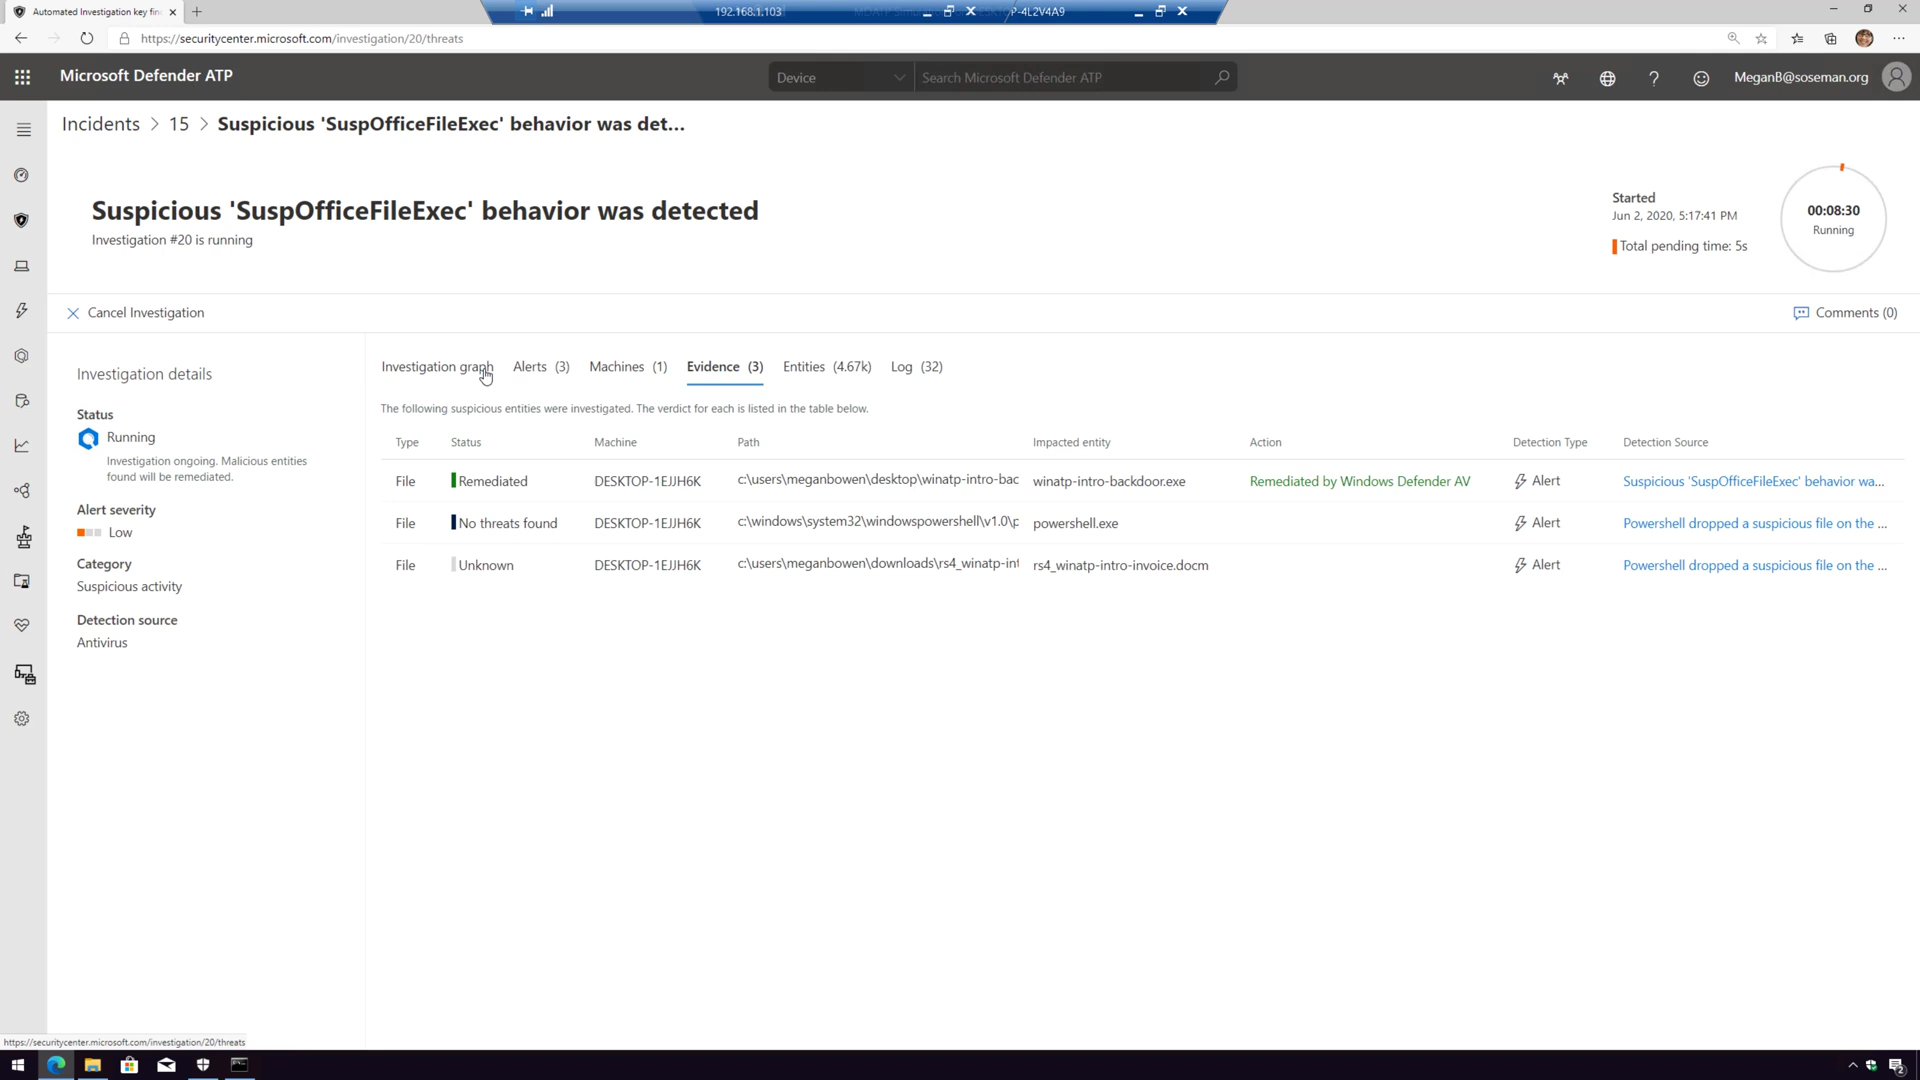 Automated Investigation key fin
192.168.1.103
P-4L2V4A9
https://securitycenter.microsoft.com/investigation/20/threats
Microsoft Defender ATP
Device
Search Microsoft Defender ATP
MeganB@soseman.org
Incidents > 15 > Suspicious 'SuspOfficeFileExec' behavior was det...
Suspicious 'SuspOfficeFileExec' behavior was detected
Investigation #20 is running
Started
Jun 2, 2020, 5:17:41 PM
Total pending time: 5s
00:08:30
Running
Cancel Investigation
Comments (0)
Investigation details
Status
Running
Investigation ongoing. Malicious entities
found will be remediated.
Alert severity
Low
Category
Suspicious activity
Detection source
Antivirus
Investigation graph Alerts (3) Machines (1) Evidence (3) Entities (4.67k) Log (32)
The following suspicious entities were investigated. The verdict for each is listed in the table below.
Type Status Machine Path Impacted entity Action Detection Type Detection Source
File Remediated DESKTOP-1EJJH6K c:\users\meganbowen\desktop\winatp-intro-bac winatp-intro-backdoor.exe Remediated by Windows Defender AV Alert Suspicious 'SuspOfficeFileExec' behavior wa...
File No threats found DESKTOP-1EJJH6K c:\windows\system32\windowspowershell\v1.0\p powershell.exe Alert Powershell dropped a suspicious file on the ...
File Unknown DESKTOP-1EJJH6K c:\users\meganbowen\downloads\rs4_winatp-int rs4_winatp-intro-invoice.docm Alert Powershell dropped a suspicious file on the ...
https://securitycenter.microsoft.com/investigation/20/threats
2